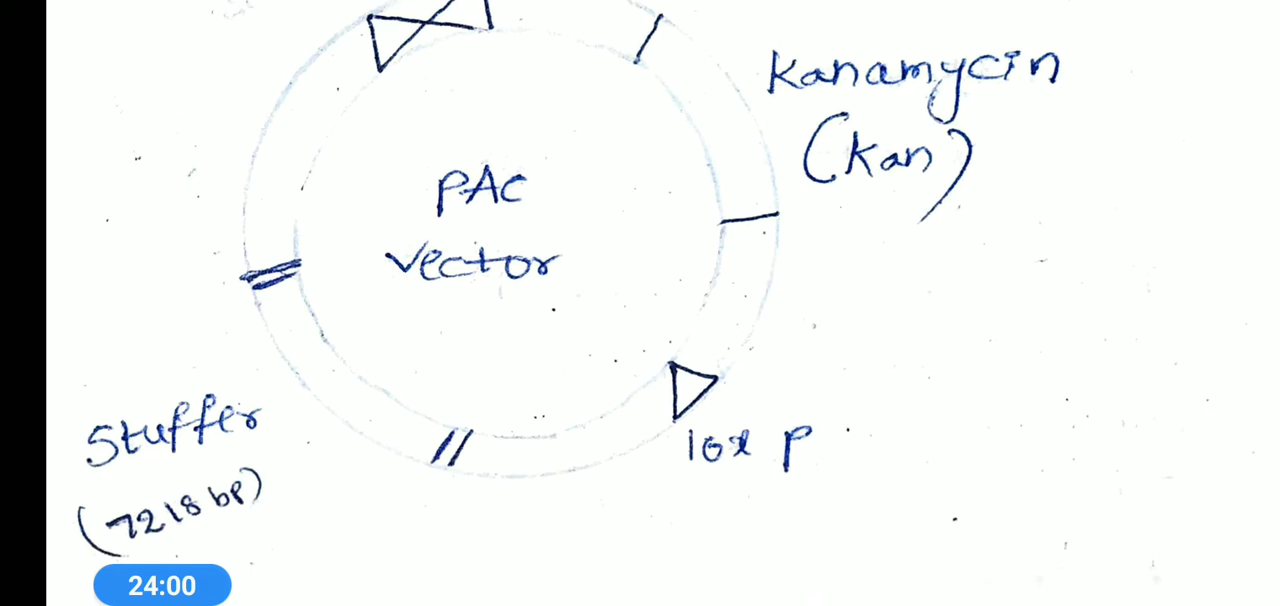 Kanamycin
(Kan)
PAC
vector
Stuffer
(7218 bp)
lox P
24:00